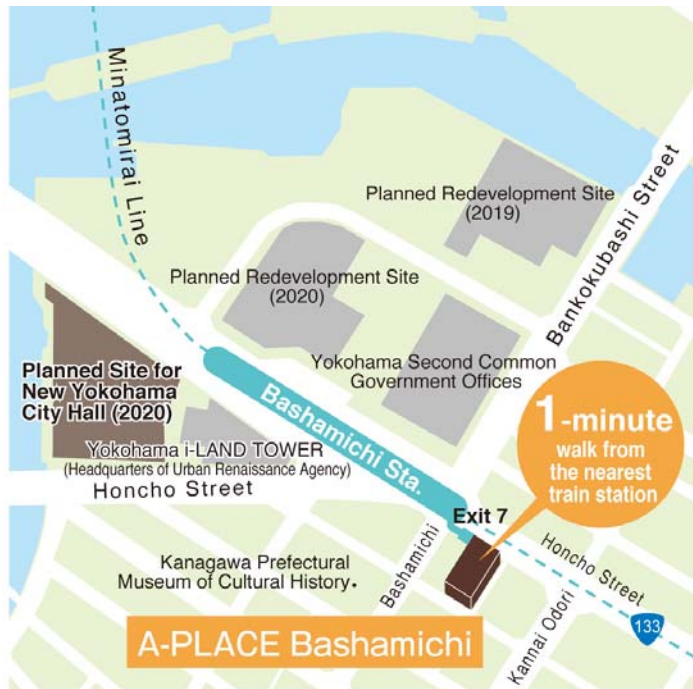 Minatomirai Line
Planned Redevelopment Site
(2019)
Bankokubashi Street
Planned Redevelopment Site
(2020)
Yokohama Second Common
Government Offices
Planned Site for
New Yokohama
City Hall (2020)
Bashamichi Sta.
1-minute
walk from
the nearest
train station
Yokohama i-LAND TOWER
(Headquarters of Urban Renaissance Agency)
Honcho Street
Exit 7
Kanagawa Prefectural
Museum of Cultural History
Bashamichi
Honcho Street
133
Kannai Odori
A-PLACE Bashamichi